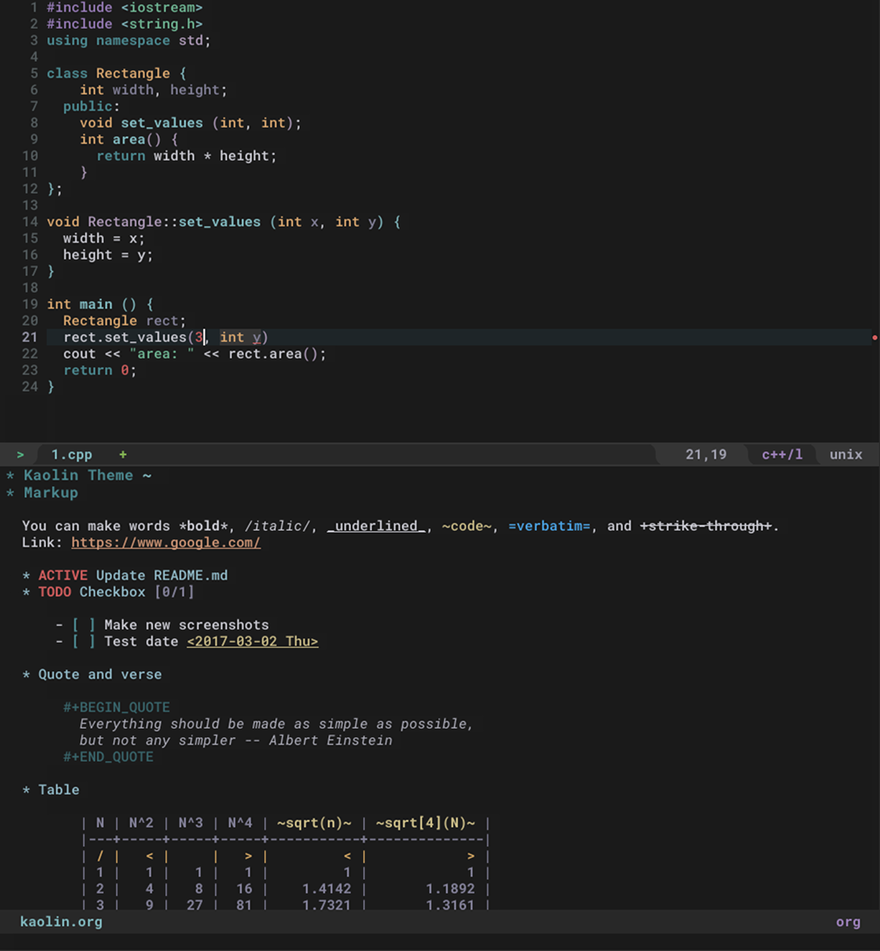 1 #include <iostream>
2 #include <string.h>
3 using namespace std;
4
5 class Rectangle {
6     int width, height;
7   public:
8     void set_values (int, int);
9     int area() {
10       return width * height;
11     }
12 };
13
14 void Rectangle::set_values (int x, int y) {
15   width = x;
16   height = y;
17 }
18
19 int main () {
20   Rectangle rect;
21   rect.set_values(3, int y)
22   cout << "area: " << rect.area();
23   return 0;
24 }
> 1.cpp + 21,19 c++/l unix
* Kaolin Theme ~
* Markup
You can make words *bold*, /italic/, _underlined_, ~code~, =verbatim=, and +strike-through+.
Link: https://www.google.com/
* ACTIVE Update README.md
* TODO Checkbox [0/1]
- [ ] Make new screenshots
- [ ] Test date <2017-03-02 Thu>
* Quote and verse
#+BEGIN_QUOTE
Everything should be made as simple as possible,
but not any simpler -- Albert Einstein
#+END_QUOTE
* Table
| N | N^2 | N^3 | N^4 | ~sqrt(n)~ | ~sqrt[4](N)~ |
|---+-----+-----+-----+-----------+--------------|
| / |   < |     |   > |         < |            > |
| 1 |   1 |   1 |   1 |         1 |            1 |
| 2 |   4 |   8 |  16 |    1.4142 |       1.1892 |
| 3 |   9 |  27 |  81 |    1.7321 |       1.3161 |
kaolin.org org